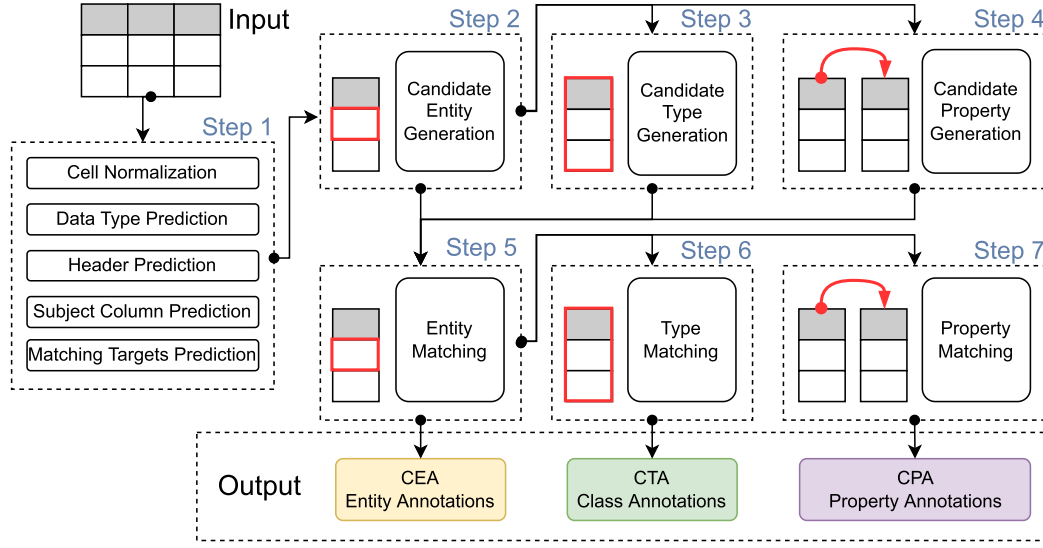 Input
Step 1
Cell Normalization
Data Type Prediction
Header Prediction
Subject Column Prediction
Matching Targets Prediction
Step 2
Candidate
Entity
Generation
Step 3
Candidate
Type
Generation
Step 4
Candidate
Property
Generation
Step 5
Entity
Matching
Step 6
Type
Matching
Step 7
Property
Matching
Output
CEA
Entity Annotations
CTA
Class Annotations
CPA
Property Annotations